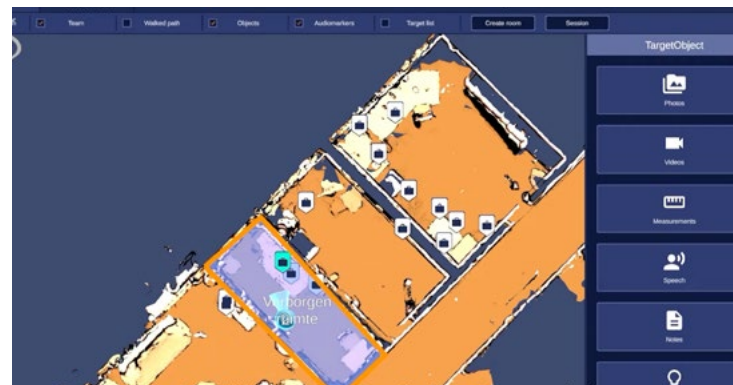 Team
Walked path
Objects
Audiomarkers
Target list
Create room
Session
TargetObject
Photos
Videos
Measurements
Speech
Notes
Verborgen
ruimte